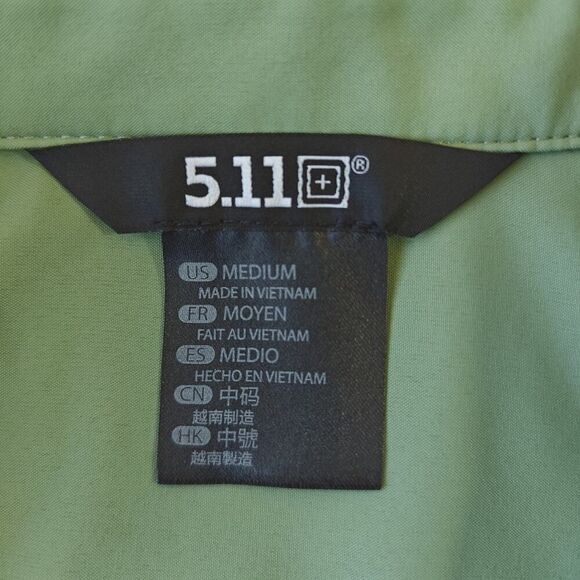 5.11®
US MEDIUM
MADE IN VIETNAM
FR MOYEN
FAIT AU VIETNAM
ES MEDIO
HECHO EN VIETNAM
CN 中码
越南制造
HK 中號
越南製造